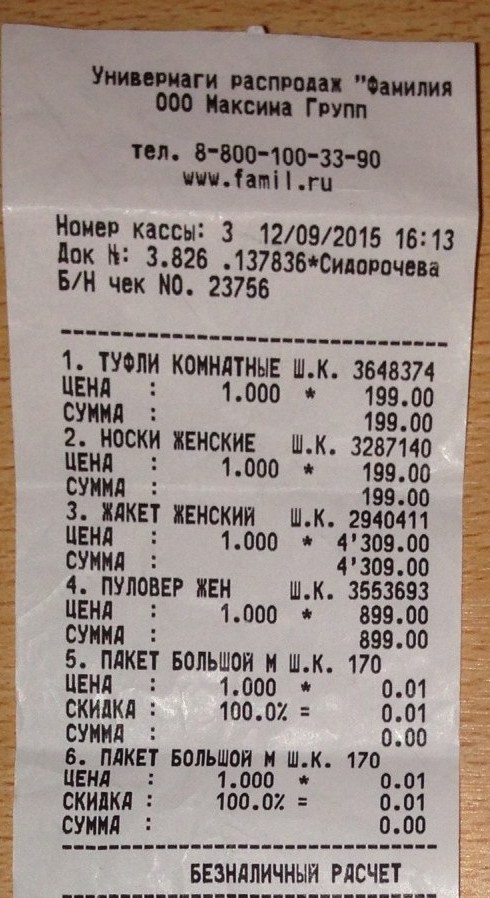 Универмаги распродаж "Фамилия
ООО Максима Групп
тел. 8-800-100-33-90
www.famil.ru
Номер кассы: 3 12/09/2015 16:13
Док №: 3.826 .137836*Сидорочева
Б/Н чек NO. 23756
1. ТУФЛИ КОМНАТНЫЕ Ш.К. 3648374
ЦЕНА : 1.000 * 199.00
СУММА : 199.00
2. НОСКИ ЖЕНСКИЕ Ш.К. 3287140
ЦЕНА : 1.000 * 199.00
СУММА : 199.00
3. ЖАКЕТ ЖЕНСКИЙ Ш.К. 2940411
ЦЕНА : 1.000 * 4'309.00
СУММА : 4'309.00
4. ПУЛОВЕР ЖЕН Ш.К. 3553693
ЦЕНА : 1.000 * 899.00
СУММА : 899.00
5. ПАКЕТ БОЛЬШОЙ М Ш.К. 170
ЦЕНА : 1.000 * 0.01
СКИДКА : 100.0% = 0.01
СУММА : 0.00
6. ПАКЕТ БОЛЬШОЙ М Ш.К. 170
ЦЕНА : 1.000 * 0.01
СКИДКА : 100.0% = 0.01
СУММА : 0.00
БЕЗНАЛИЧНЫЙ РАСЧЕТ